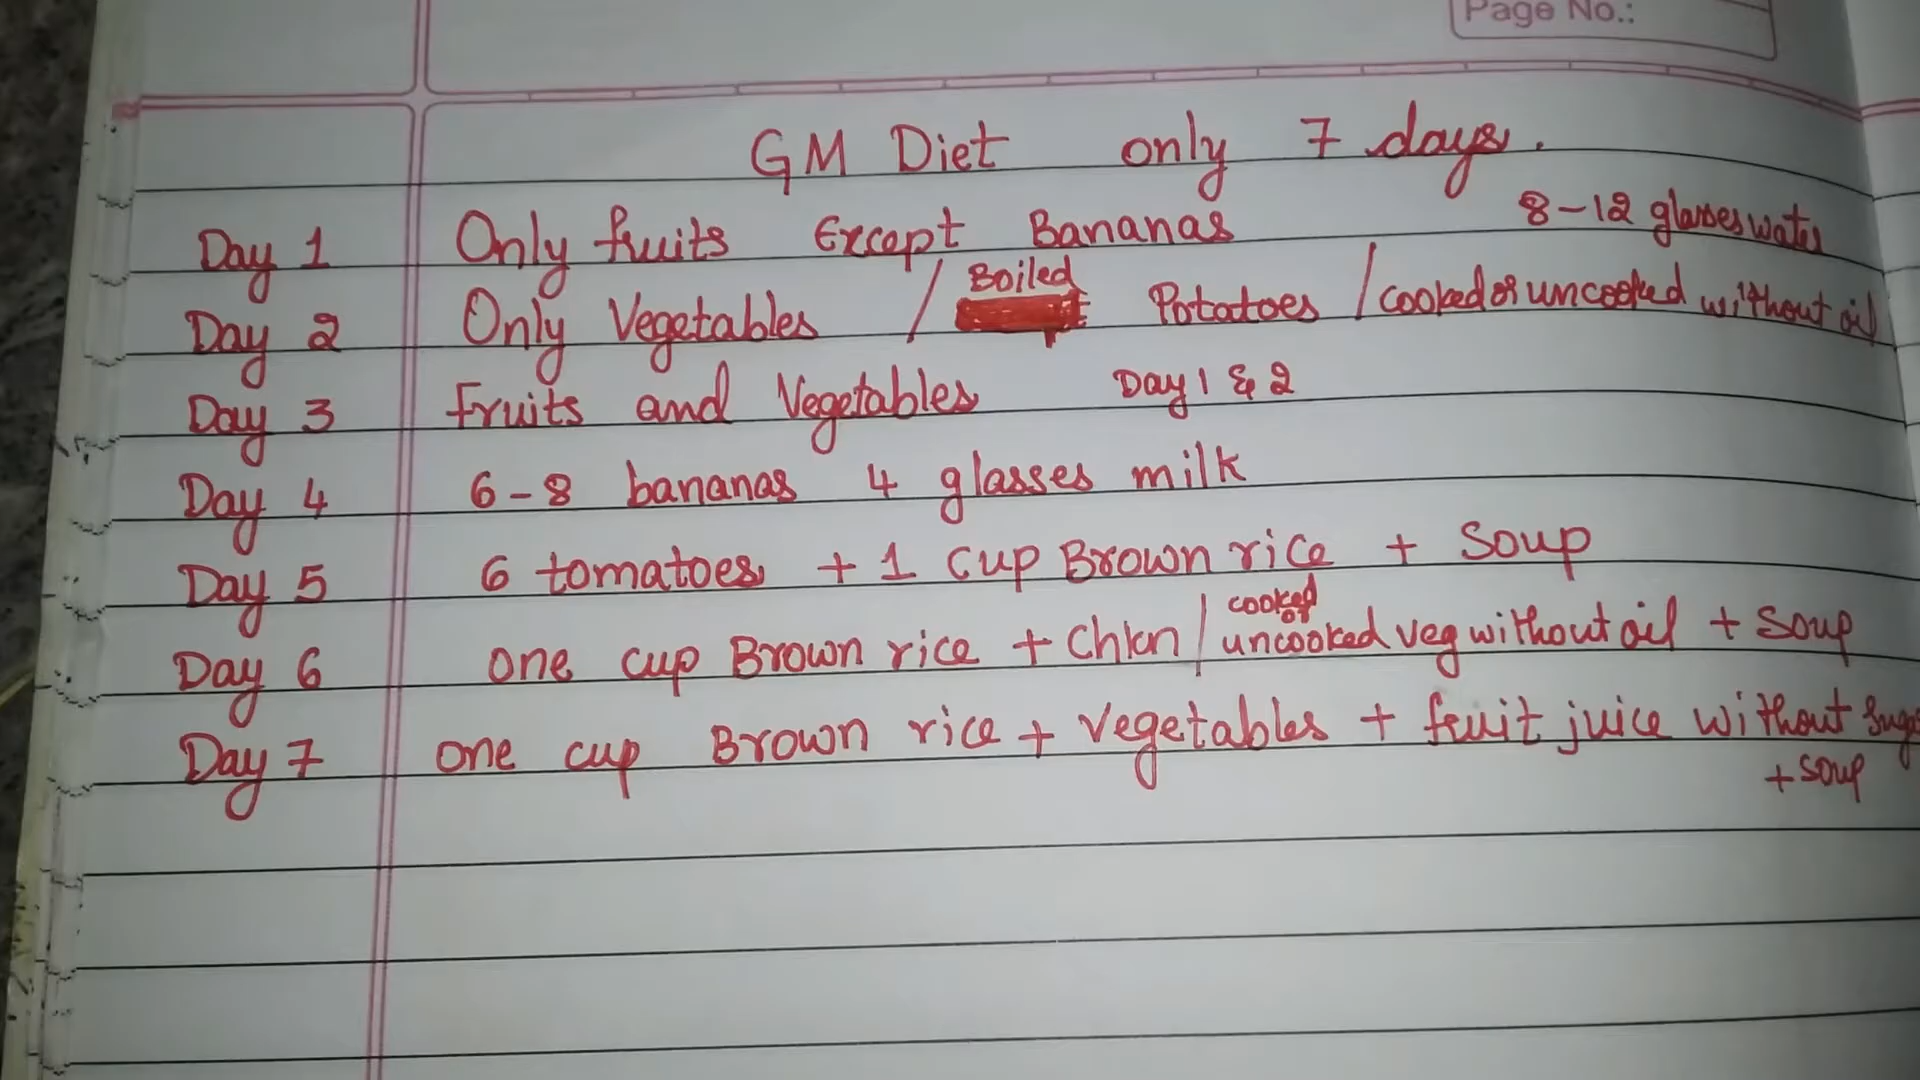 Page No.:
GM Diet only 7 days.
8-12 glasses water
Day 1 Only fruits Except Bananas
Day 2 Only Vegetables / Boiled Potatoes / cooked or uncooked without oil
Day 3 Fruits and Vegetables Day 1 & 2
Day 4 6-8 bananas 4 glasses milk
Day 5 6 tomatoes + 1 cup Brown rice + Soup
Day 6 one cup Brown rice + Chkn / cooked or uncooked veg without oil + Soup
Day 7 one cup Brown rice + vegetables + fruit juice without
+ soup